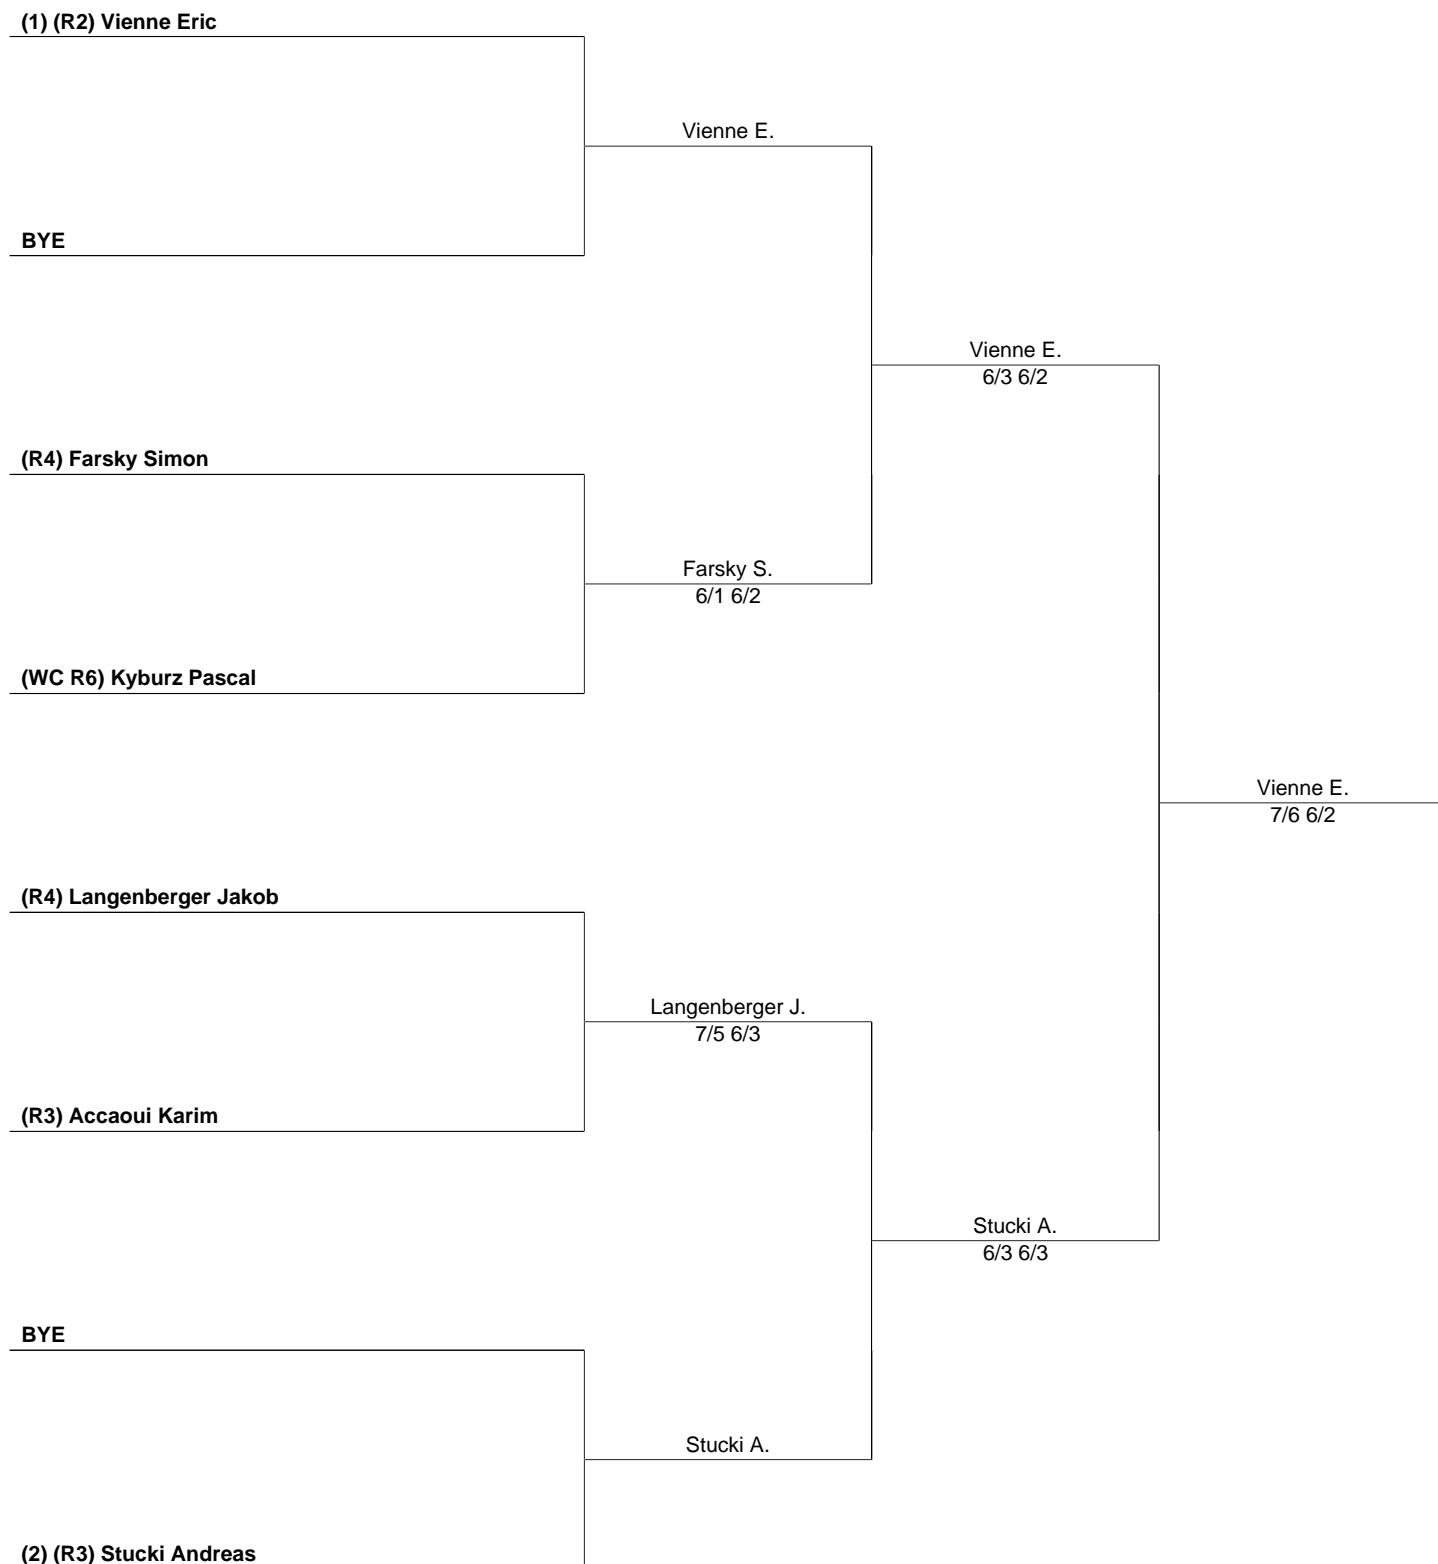 (1) (R2) Vienne Eric
Vienne E.
BYE
Vienne E.
6/3 6/2
(R4) Farsky Simon
Farsky S.
6/1 6/2
(WC R6) Kyburz Pascal
Vienne E.
7/6 6/2
(R4) Langenberger Jakob
Langenberger J.
7/5 6/3
(R3) Accaoui Karim
Stucki A.
6/3 6/3
BYE
Stucki A.
(2) (R3) Stucki Andreas